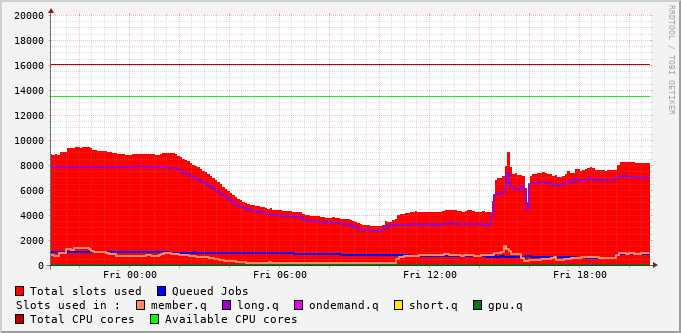 20000
18000
16000
14000
12000
10000
8000
6000
4000
2000
0
Fri 00:00 Fri 06:00 Fri 12:00 Fri 18:00
RRDTOOL / TOBI OETIKER
Total slots used Queued Jobs
Slots used in : member.q long.q ondemand.q short.q gpu.q
Total CPU cores Available CPU cores